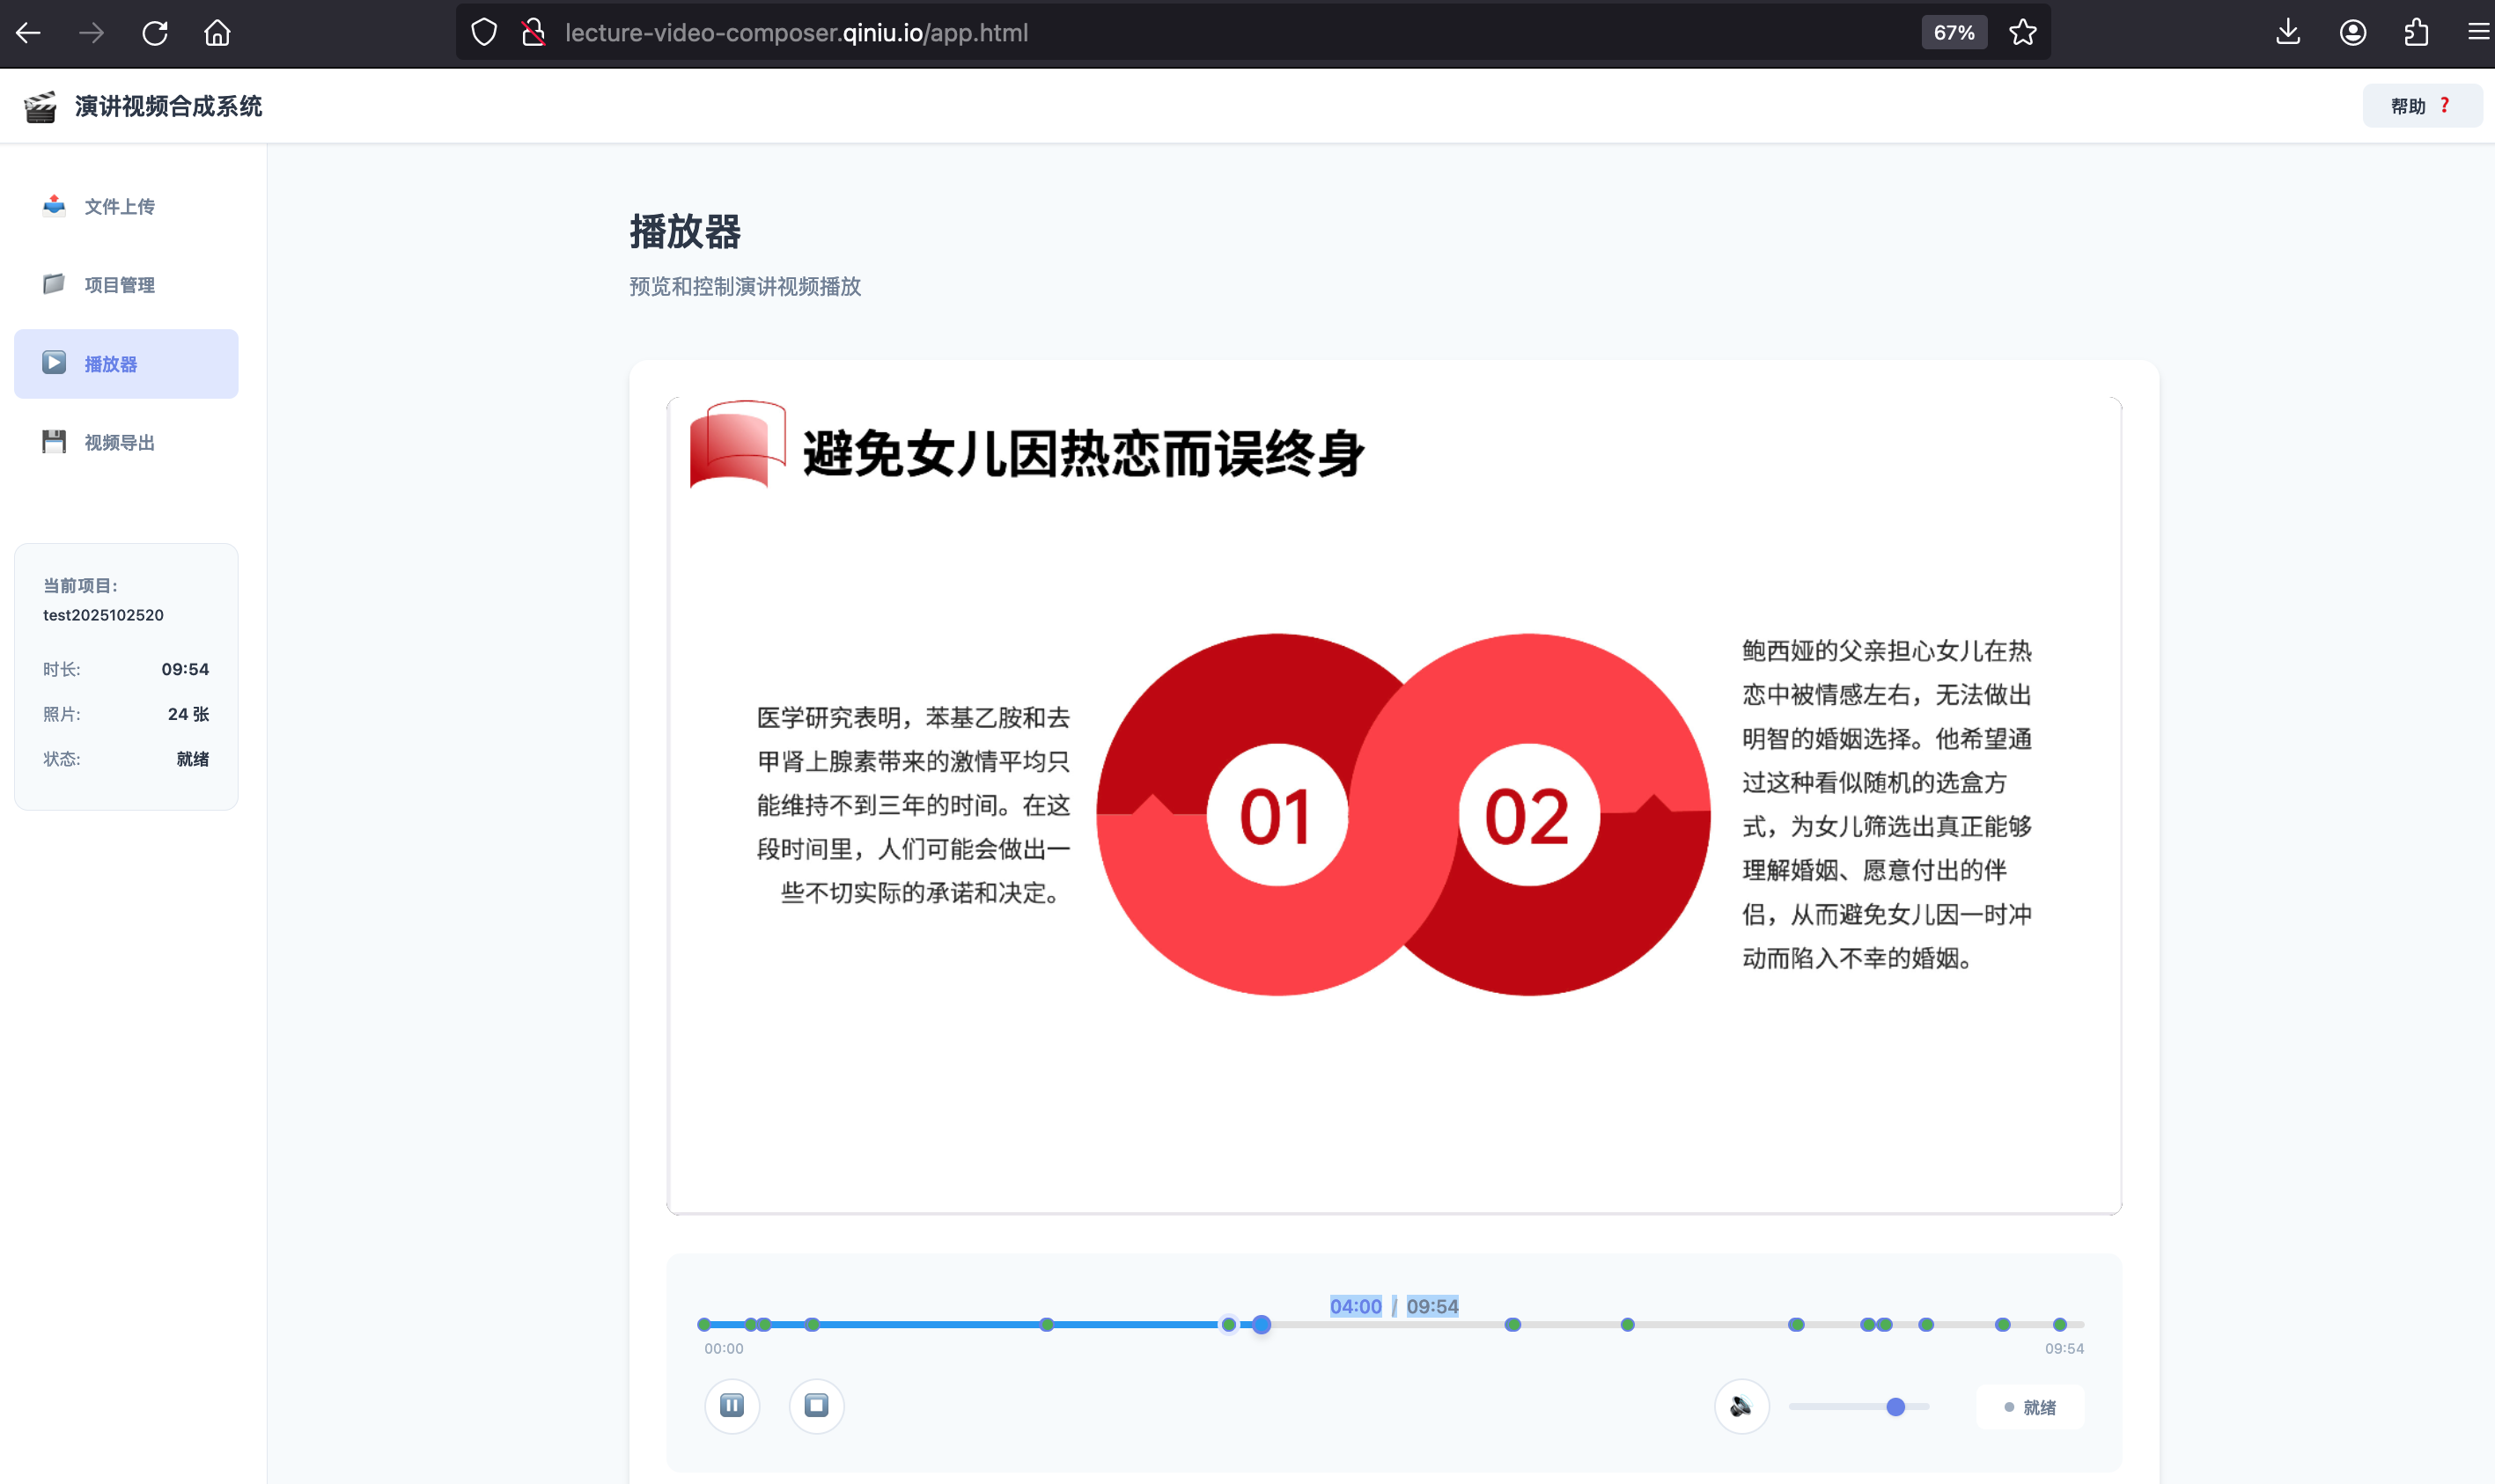 lecture-video-composer.qiniu.io/app.html
67%
演讲视频合成系统
帮助 ?
文件上传
项目管理
播放器
视频导出
当前项目:
test2025102520
时长: 09:54
照片: 24 张
状态: 就绪
播放器
预览和控制演讲视频播放
避免女儿因热恋而误终身
医学研究表明，苯基乙胺和去
甲肾上腺素带来的激情平均只
能维持不到三年的时间。在这
段时间里，人们可能会做出一
些不切实际的承诺和决定。
01
02
鲍西娅的父亲担心女儿在热
恋中被情感左右，无法做出
明智的婚姻选择。他希望通
过这种看似随机的选盒方
式，为女儿筛选出真正能够
理解婚姻、愿意付出的伴
侣，从而避免女儿因一时冲
动而陷入不幸的婚姻。
04:00 / 09:54
00:00
09:54
就绪